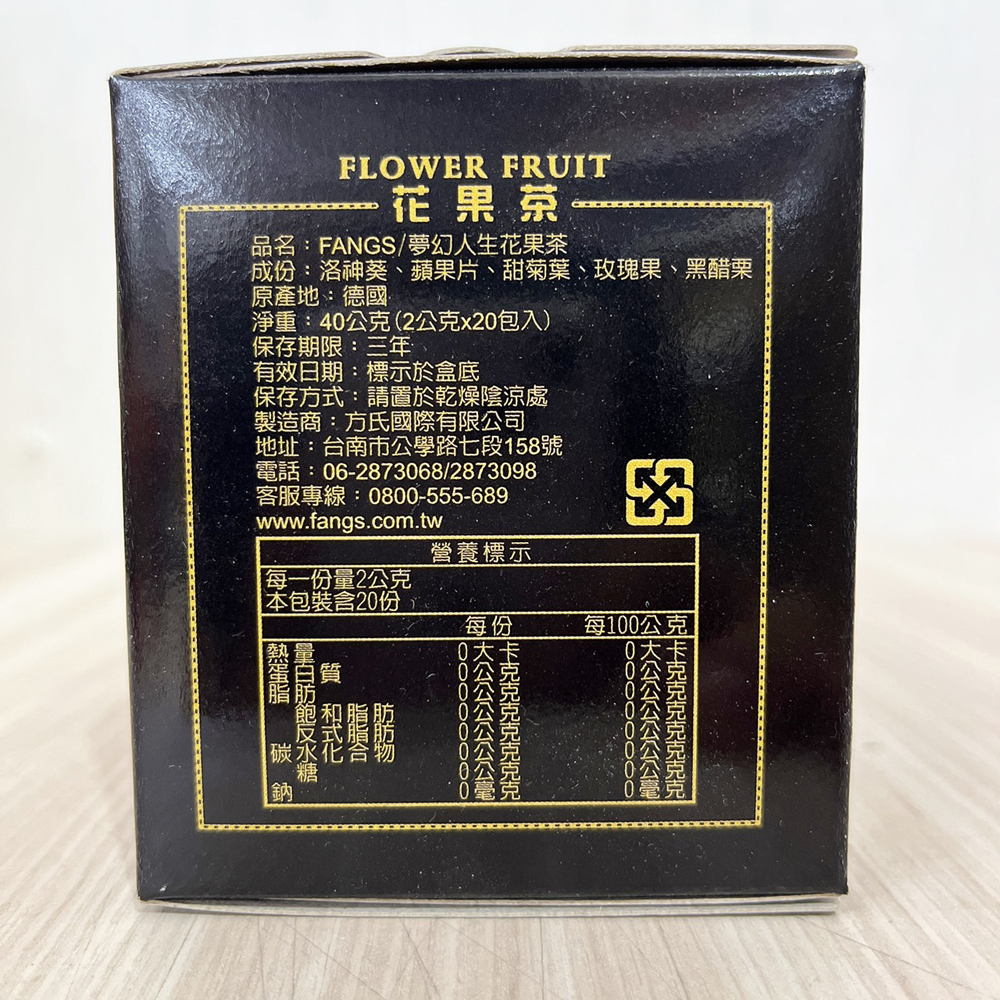 FLOWER FRUIT
花果茶
品名：FANGS/夢幻人生花果茶
成份：洛神葵、蘋果片、甜菊葉、玫瑰果、黑醋栗
原產地：德國
淨重：40公克(2公克x20包入)
保存期限：三年
有效日期：標示於盒底
保存方式：請置於乾燥陰涼處
製造商：方氏國際有限公司
地址：台南市公學路七段158號
電話：06-2873068/2873098
客服專線：0800-555-689
www.fangs.com.tw
營養標示
每一份量2公克
本包裝含20份
每份 每100公克
熱量 0大卡 0大卡
蛋白質 0公克 0公克
脂肪 0公克 0公克
飽和脂肪 0公克 0公克
反式脂肪 0公克 0公克
碳水化合物 0公克 0公克
糖 0公克 0公克
鈉 0毫克 0毫克